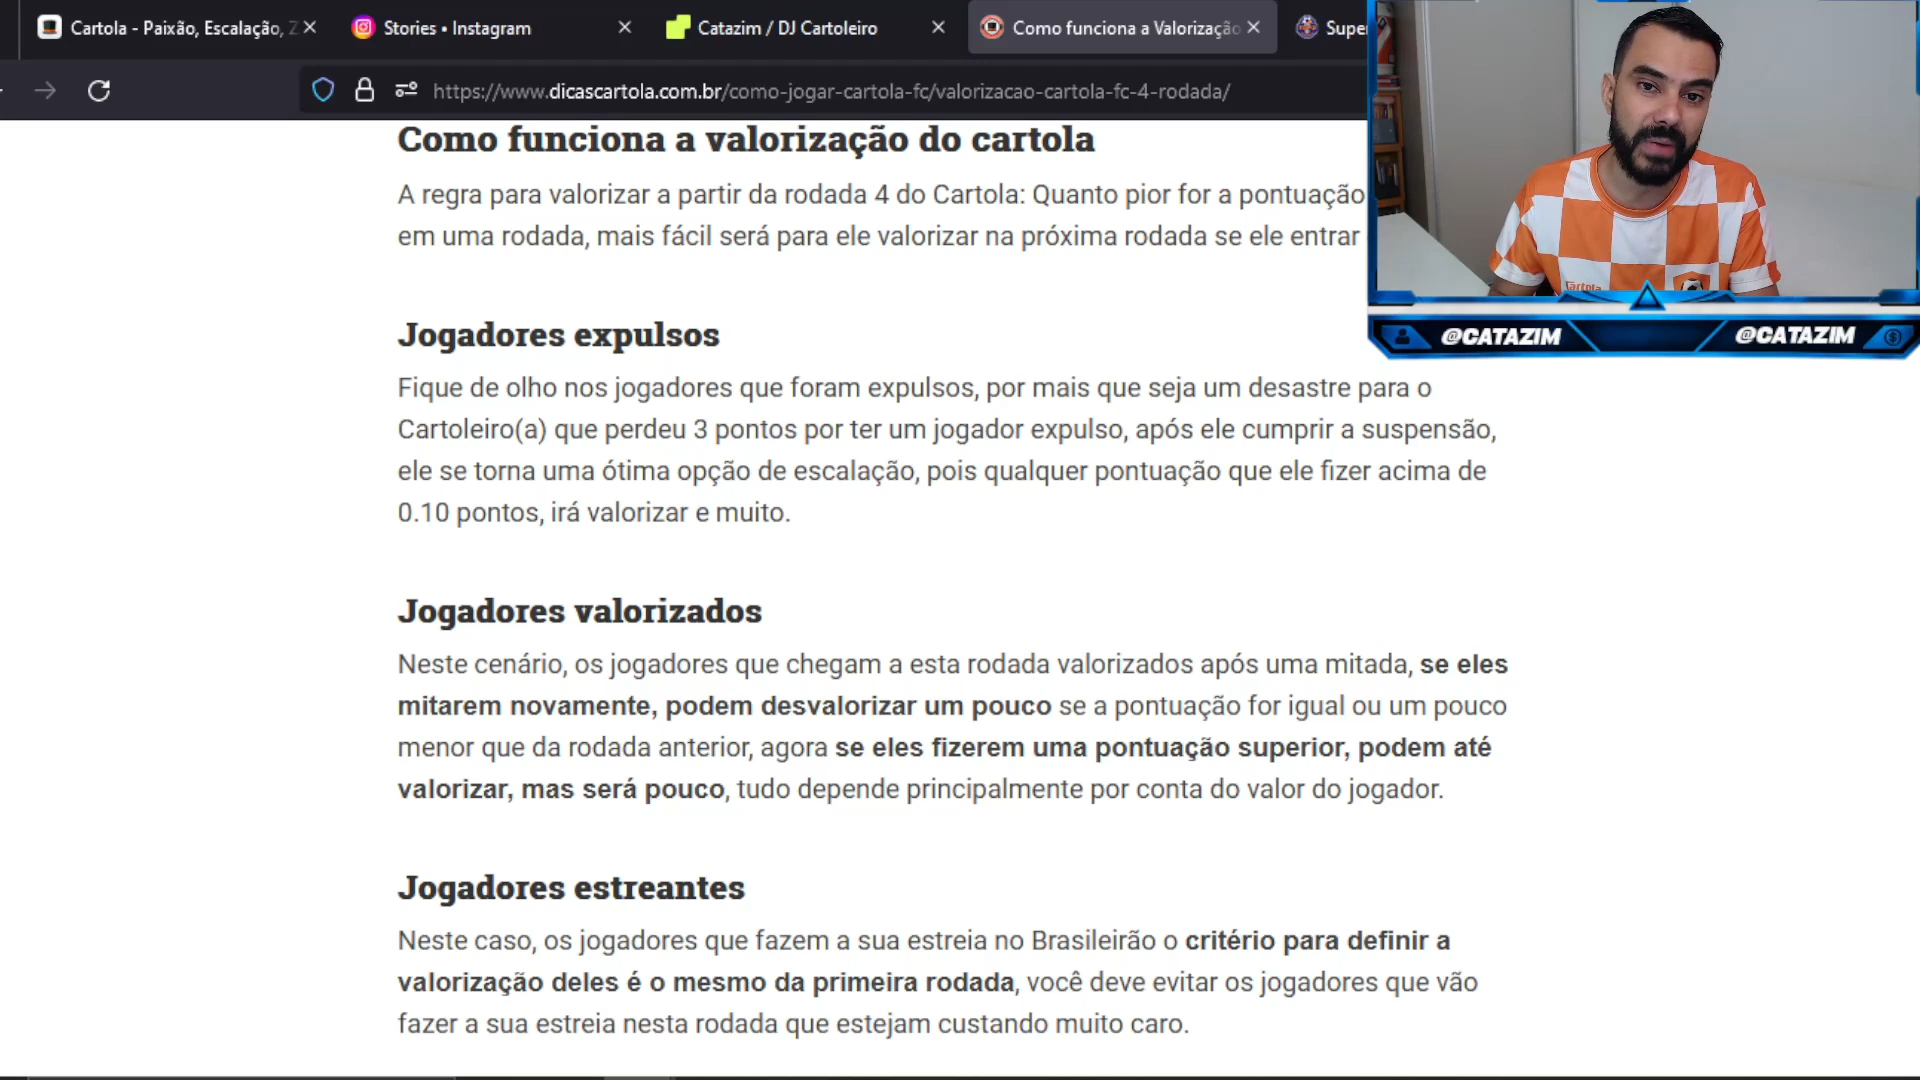 Cartola - Paixão, Escalação, Z
Stories • Instagram
Catazim / DJ Cartoleiro
Como funciona a Valorização
Supe
https://www.dicascartola.com.br/como-jogar-cartola-fc/valorizacao-cartola-fc-4-rodada/
Como funciona a valorização do cartola
A regra para valorizar a partir da rodada 4 do Cartola: Quanto pior for a pontuação
em uma rodada, mais fácil será para ele valorizar na próxima rodada se ele entrar
Cartola
@CATAZIM
@CATAZIM
Jogadores expulsos
Fique de olho nos jogadores que foram expulsos, por mais que seja um desastre para o
Cartoleiro(a) que perdeu 3 pontos por ter um jogador expulso, após ele cumprir a suspensão,
ele se torna uma ótima opção de escalação, pois qualquer pontuação que ele fizer acima de
0.10 pontos, irá valorizar e muito.
Jogadores valorizados
Neste cenário, os jogadores que chegam a esta rodada valorizados após uma mitada, se eles
mitarem novamente, podem desvalorizar um pouco se a pontuação for igual ou um pouco
menor que da rodada anterior, agora se eles fizerem uma pontuação superior, podem até
valorizar, mas será pouco, tudo depende principalmente por conta do valor do jogador.
Jogadores estreantes
Neste caso, os jogadores que fazem a sua estreia no Brasileirão o critério para definir a
valorização deles é o mesmo da primeira rodada, você deve evitar os jogadores que vão
fazer a sua estreia nesta rodada que estejam custando muito caro.